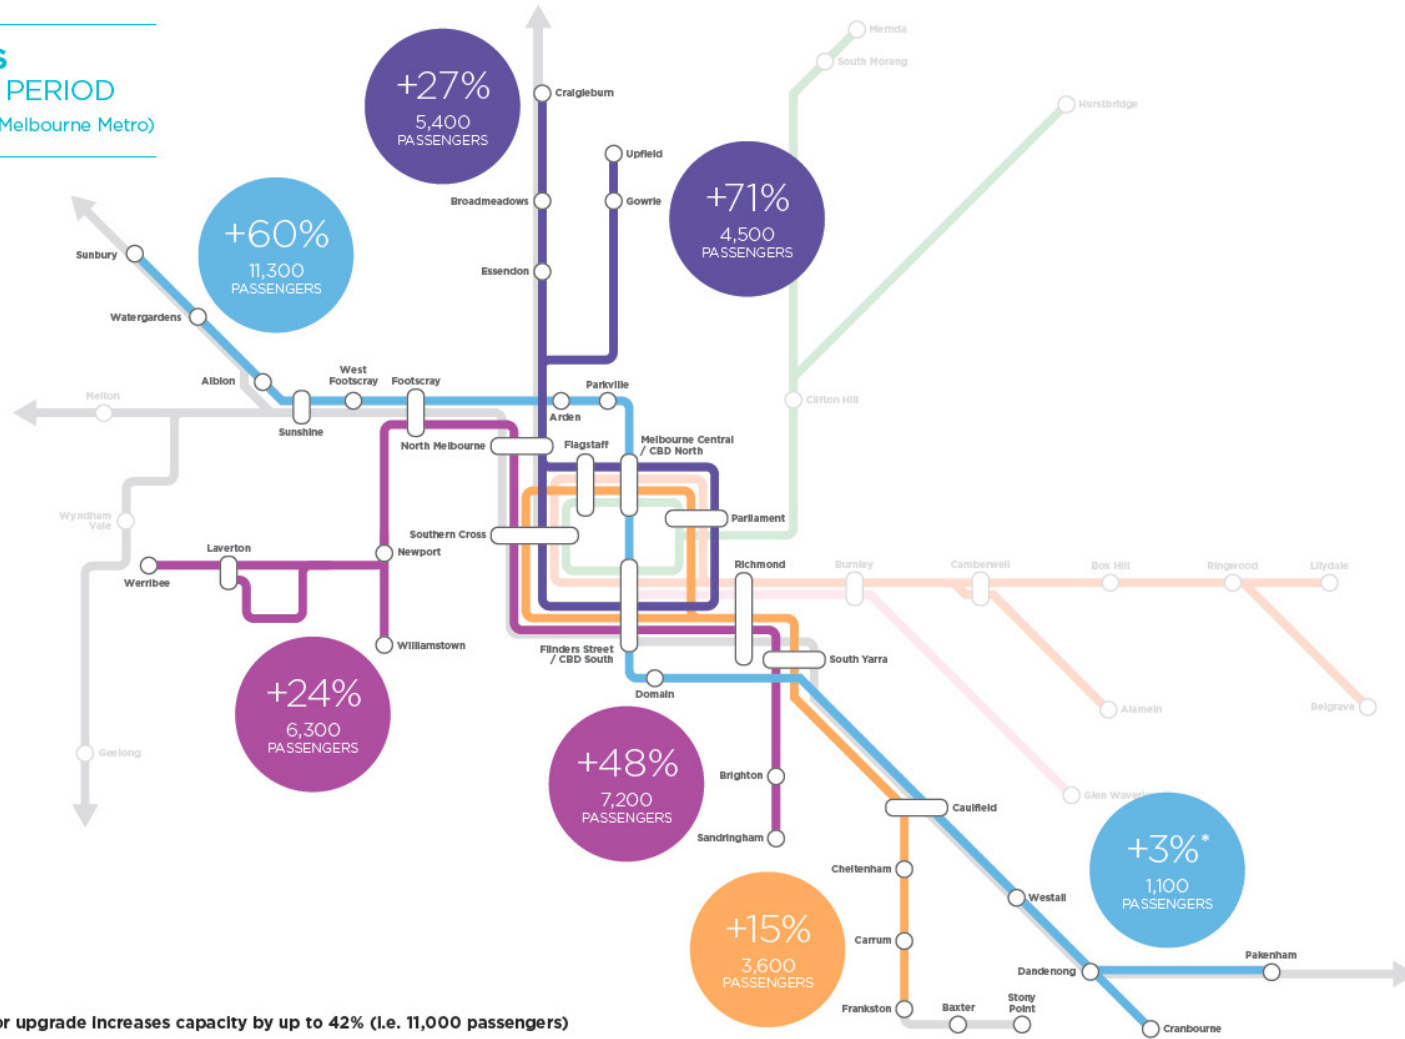 S
PERIOD
Melbourne Metro)
+27%
5,400
PASSENGERS
+71%
4,500
PASSENGERS
+60%
11,300
PASSENGERS
Mernda
South Morang
Hurstbridge
Craigieburn
Upfield
Broadmeadows
Gowrie
Essendon
Sunbury
Watergardens
Albion
West
Footscray
Footscray
Parkville
Arden
Melton
Sunshine
North Melbourne
Flagstaff
Melbourne Central
/ CBD North
Clifton Hill
Wyndham
Vale
Southern Cross
Parliament
Laverton
Newport
Werribee
Richmond
Burnley
Camberwell
Box Hill
Ringwood
Lilydale
Williamstown
Flinders Street
/ CBD South
South Yarra
Domain
Alamein
Belgrave
+24%
6,300
PASSENGERS
Geelong
+48%
7,200
PASSENGERS
Brighton
Sandringham
Glen
Caulfield
+3%*
1,100
PASSENGERS
Cheltenham
Westall
+15%
3,600
PASSENGERS
Carrum
Dandenong
Pakenham
Frankston
Baxter
Stony
Point
Cranbourne
or upgrade increases capacity by up to 42% (i.e. 11,000 passengers)